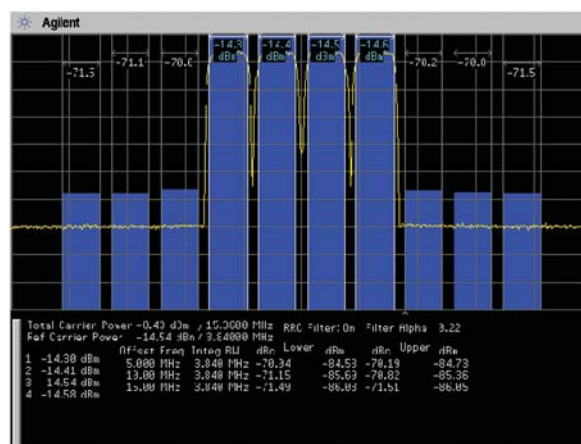 Agilent
-14.3 -14.4 -14.5 -14.6
dBm dBm dBm dBm
-71.5 -71.1 -70.6 -70.2 -70.0 -71.5
Total Carrier Power -0.43 dBm / 15.3600 MHz RRC Filter: On Filter Alpha 0.22
Ref Carrier Power -14.54 dBm / 3.84000 MHz
Lower Upper
Offset Freq Integ BW dBc dBm dBc dBm
1 -14.30 dBm 5.000 MHz 3.840 MHz -70.34 -84.53 -70.19 -84.73
2 -14.41 dBm 10.00 MHz 3.840 MHz -71.15 -85.69 -70.82 -85.36
3 14.54 dBm 15.00 MHz 3.840 MHz -71.49 -86.03 -71.51 -86.05
4 -14.58 dBm